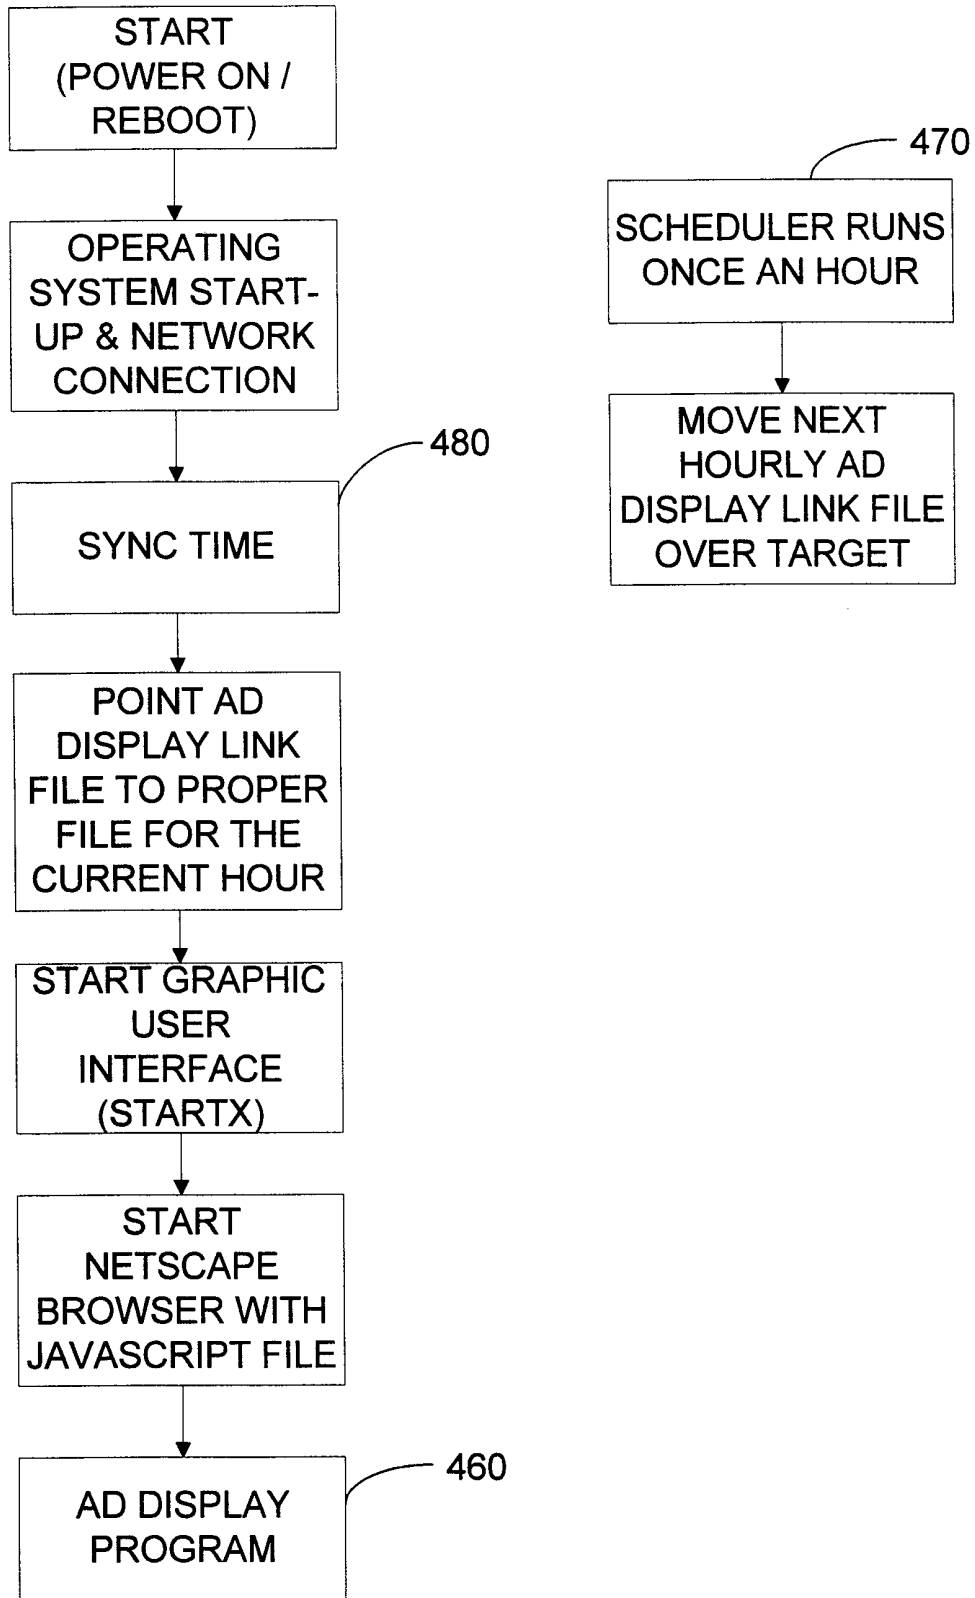 START
(POWER ON /
REBOOT)
OPERATING
SYSTEM START-
UP & NETWORK
CONNECTION
480
SYNC TIME
POINT AD
DISPLAY LINK
FILE TO PROPER
FILE FOR THE
CURRENT HOUR
START GRAPHIC
USER
INTERFACE
(STARTX)
START
NETSCAPE
BROWSER WITH
JAVASCRIPT FILE
460
AD DISPLAY
PROGRAM
470
SCHEDULER RUNS
ONCE AN HOUR
MOVE NEXT
HOURLY AD
DISPLAY LINK FILE
OVER TARGET